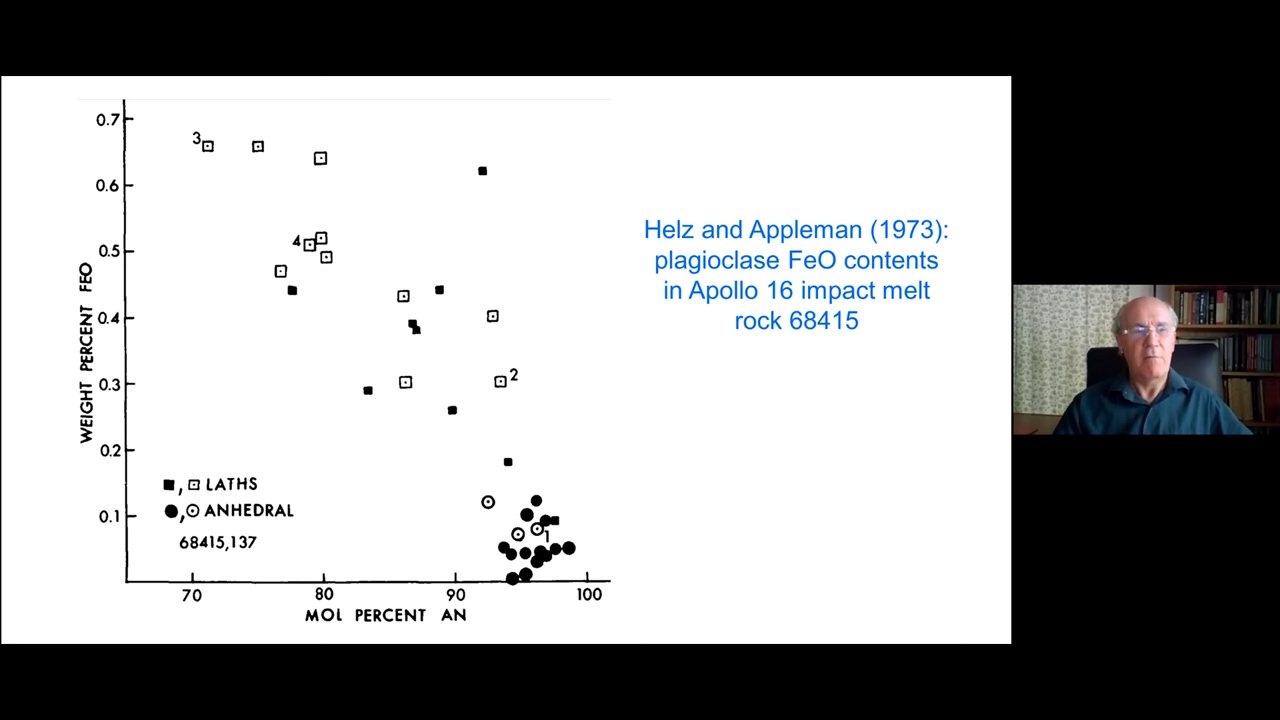 0.7
3
0.6
4
0.5
0.4
2
0.3
0.2
0.1
1
WEIGHT PERCENT FEO
, LATHS
, ANHEDRAL
68415,137
70 80 90 100
MOL PERCENT AN
Helz and Appleman (1973):
plagioclase FeO contents
in Apollo 16 impact melt
rock 68415